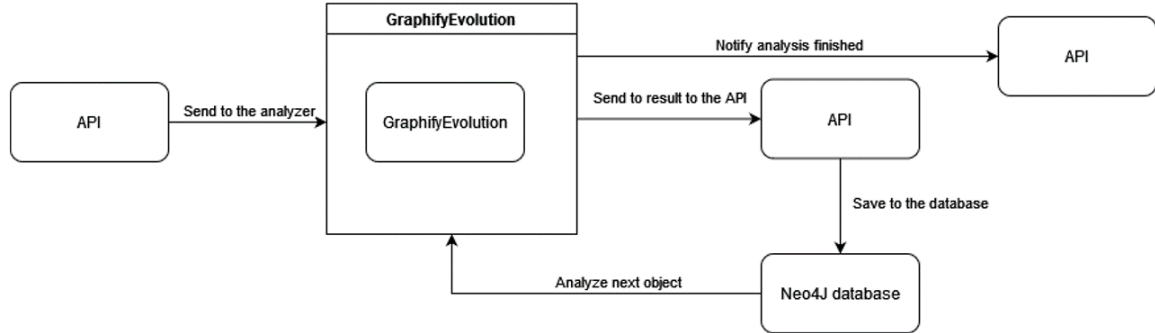 GraphifyEvolution
Notify analysis finished
API
Send to the analyzer
GraphifyEvolution
Send to result to the API
API
API
Save to the database
Analyze next object
Neo4J database